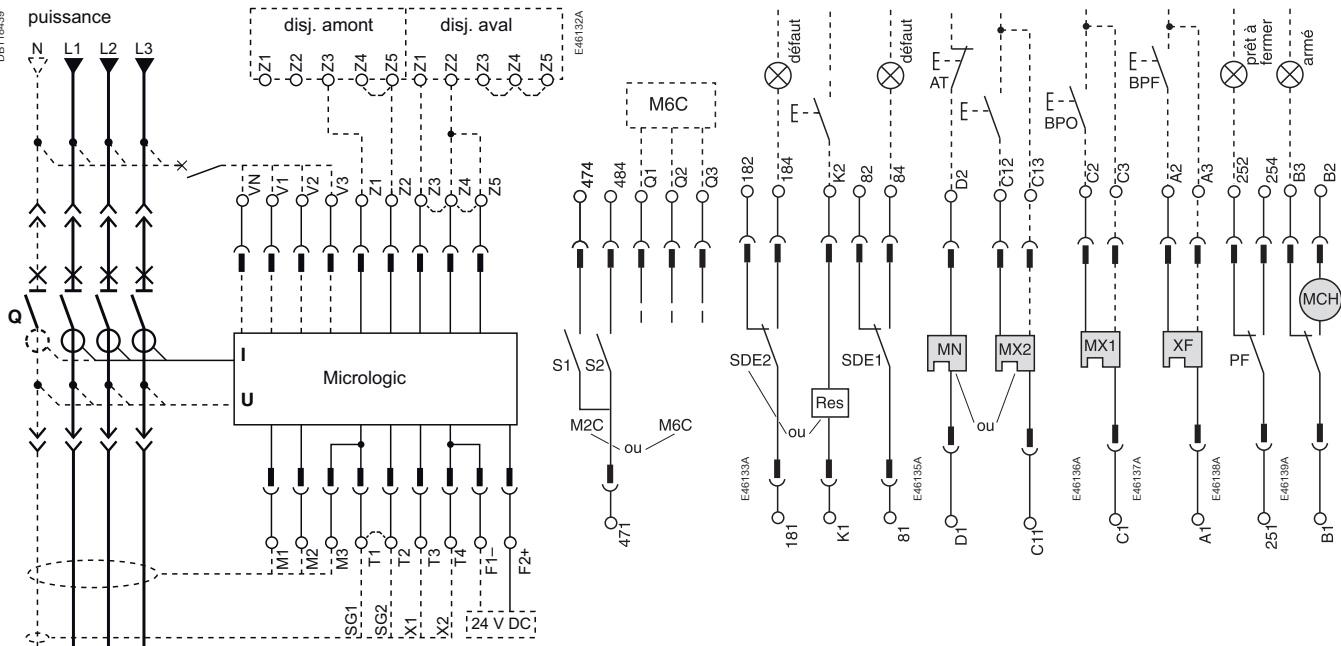 DB118439
puissance
N L1 L2 L3
disj. amont
disj. aval
E46132A
Z1 Z2 Z3 Z4 Z5 Z1 Z2 Z3 Z4 Z5
VN V1 V2 V3 Z1 Z2 Z3 Z4 Z5
Q
I
U
Micrologic
M1 M2 M3 T1 T2 T3 T4 F1– F2+
SG1 SG2 X1 X2
24 V DC
M6C
474 484 Q1 Q2 Q3
S1 S2
M2C ou M6C
471
défaut
défaut
182 184 K2 82 84
SDE2
Res
SDE1
ou
E46133A
E46135A
181 K1 81
AT
D2 C12 C13
MN MX2
ou
D1 C11
BPO
C2 C3
MX1
E46136A
E46137A
C1
BPF
A2 A3
XF
E46138A
A1
prêt à
fermer
armé
252 254 B3 B2
MCH
PF
E46139A
251 B1